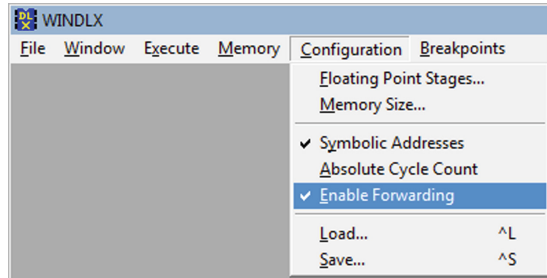 DLX WINDLX
File Window Execute Memory Configuration Breakpoints
Floating Point Stages...
Memory Size...
✓ Symbolic Addresses
Absolute Cycle Count
✓ Enable Forwarding
Load... ^L
Save... ^S